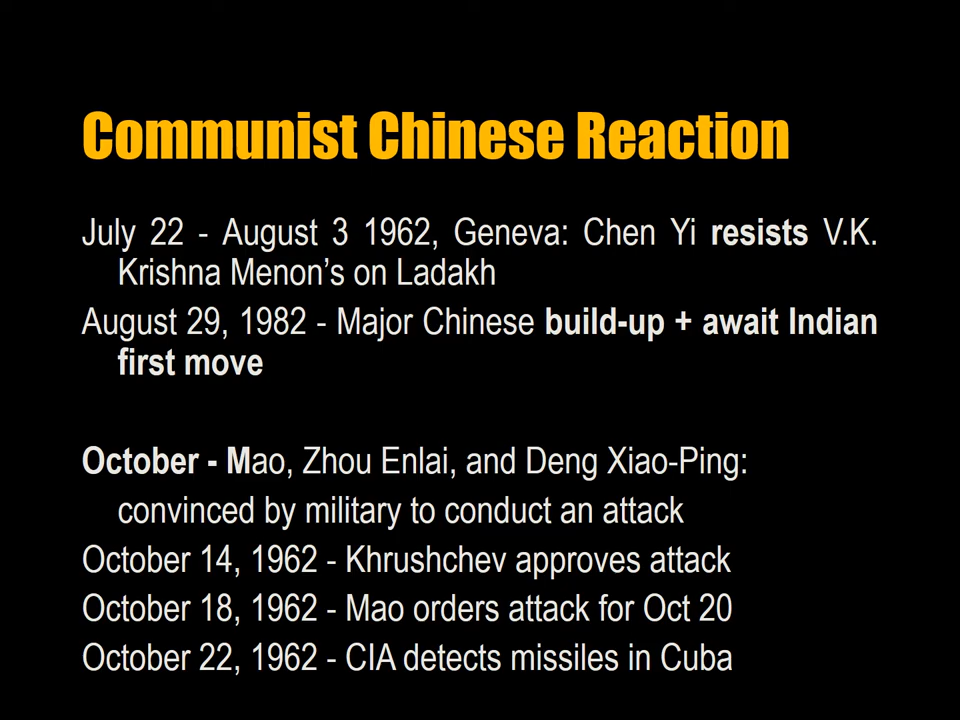 Communist Chinese Reaction
July 22 - August 3 1962, Geneva: Chen Yi resists V.K.
Krishna Menon's on Ladakh
August 29, 1982 - Major Chinese build-up + await Indian
first move
October - Mao, Zhou Enlai, and Deng Xiao-Ping:
convinced by military to conduct an attack
October 14, 1962 - Khrushchev approves attack
October 18, 1962 - Mao orders attack for Oct 20
October 22, 1962 - CIA detects missiles in Cuba